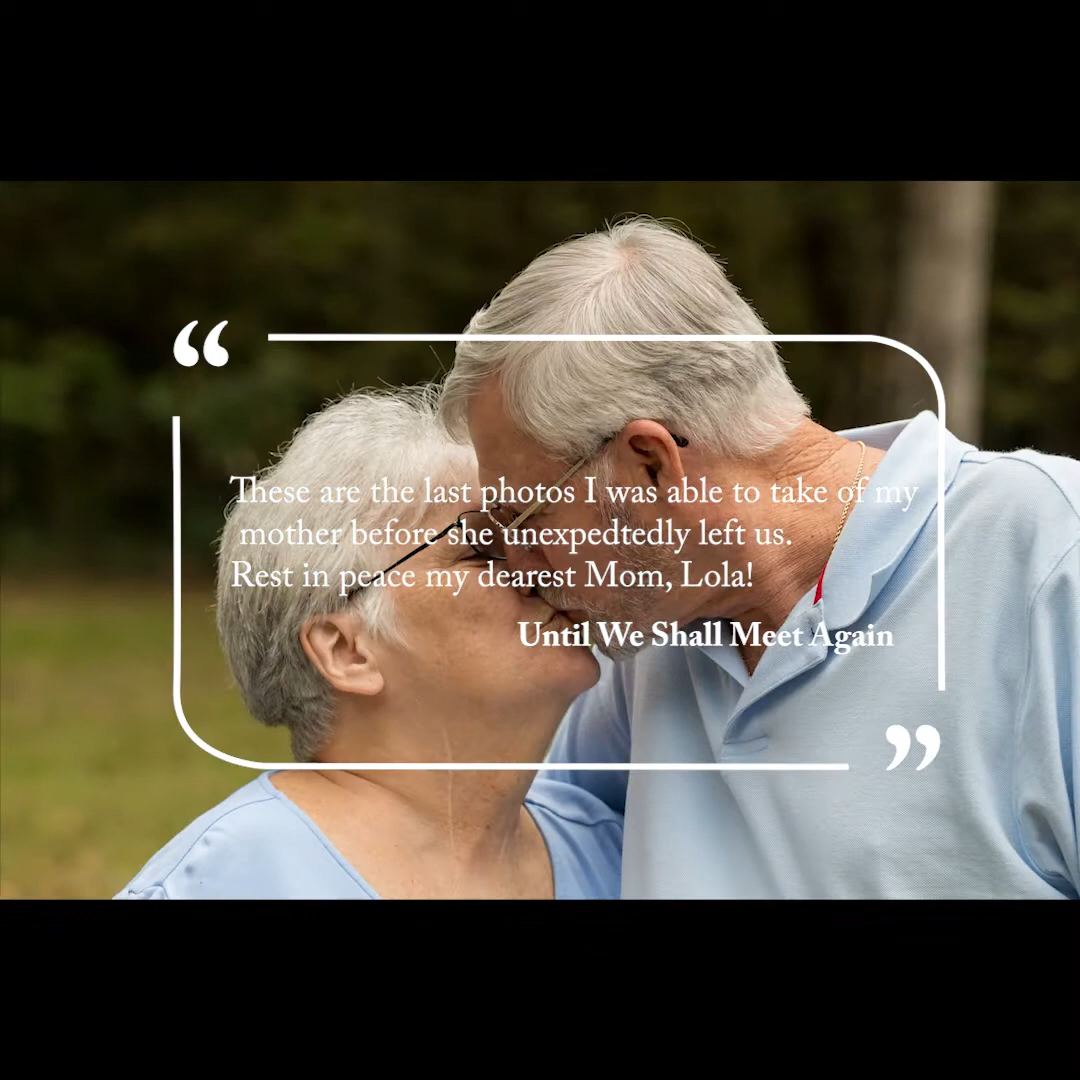 “
These are the last photos I was able to take of my
mother before she unexpedtedly left us.
Rest in peace my dearest Mom, Lola!
Until We Shall Meet Again
”